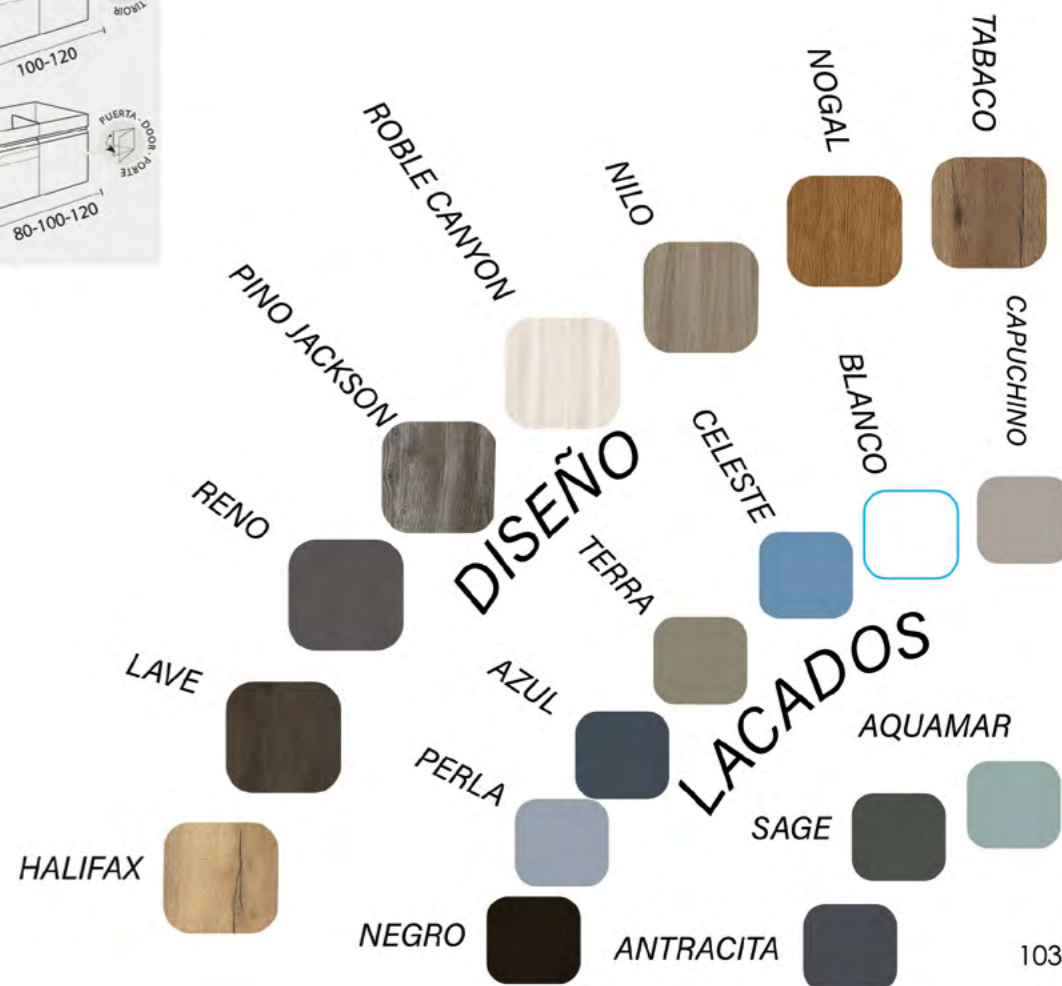 TIROIR
100-120
PUERTA · DOOR · PORTE
80-100-120
TABACO
NOGAL
NILO
ROBLE CANYON
PINO JACKSON
RENO
LAVE
HALIFAX
DISEÑO
CAPUCHINO
BLANCO
CELESTE
TERRA
AZUL
PERLA
NEGRO
LACADOS
AQUAMAR
SAGE
ANTRACITA
103